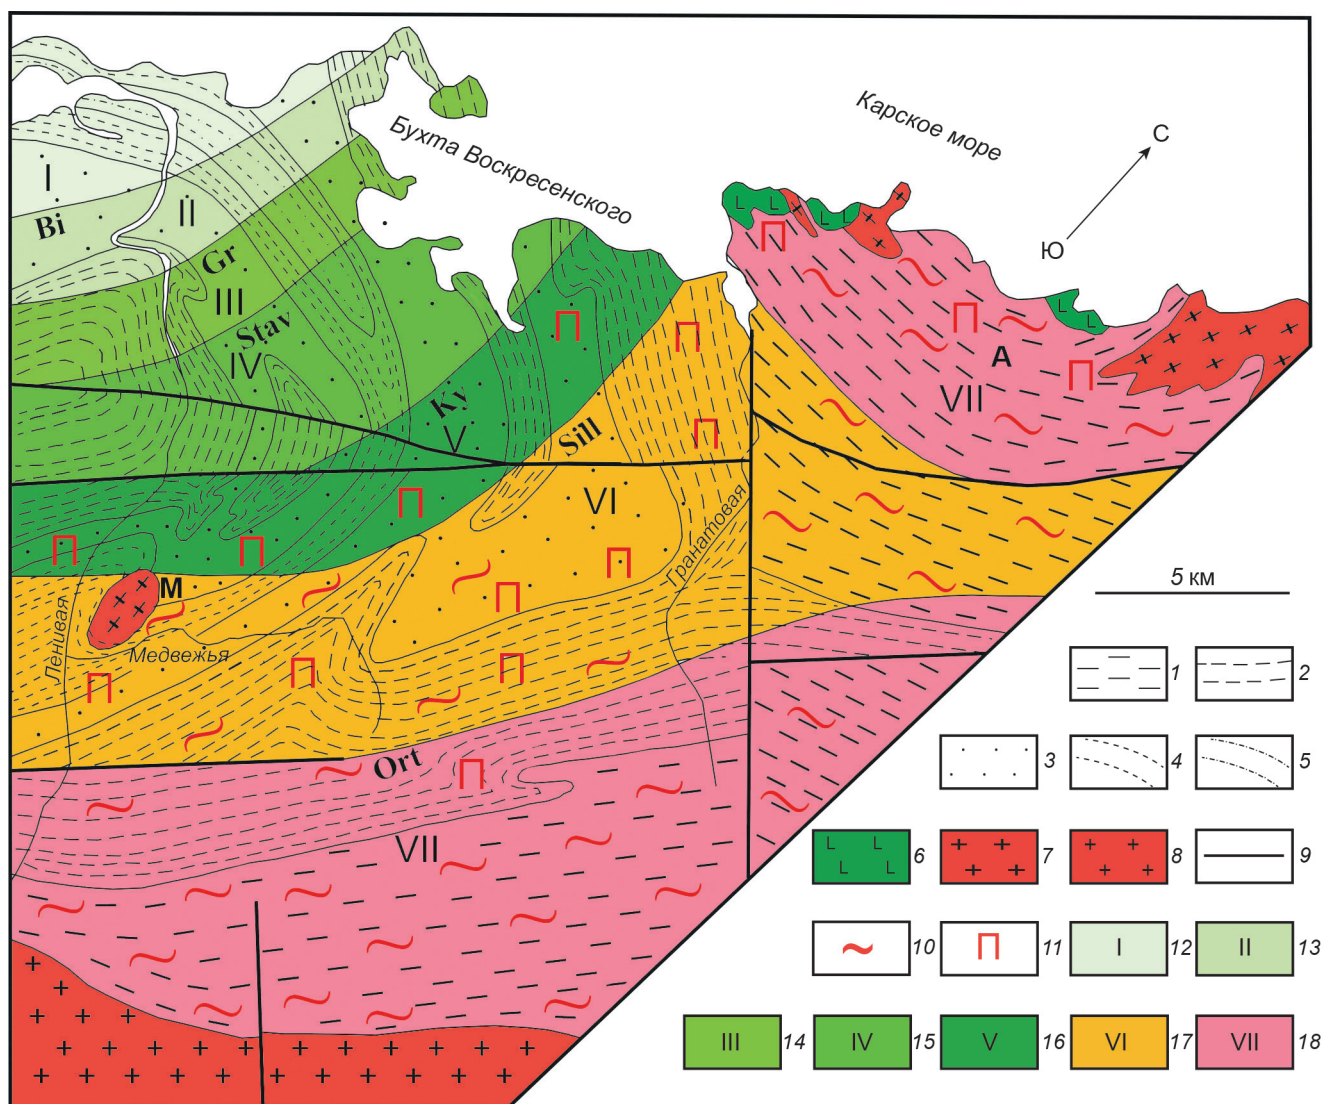 Карское море
С
Бухта Воскресенского
Ю
I
II
Bi
Gr
III
Stav
IV
A
VII
Ky
V
Sill
VI
Гранатовая
5 км
M
Ленивая
Медвежья
Ort
VII
1
2
3
4
5
6
7
8
9
10
11
I 12
II 13
III 14
IV 15
V 16
VI 17
VII 18